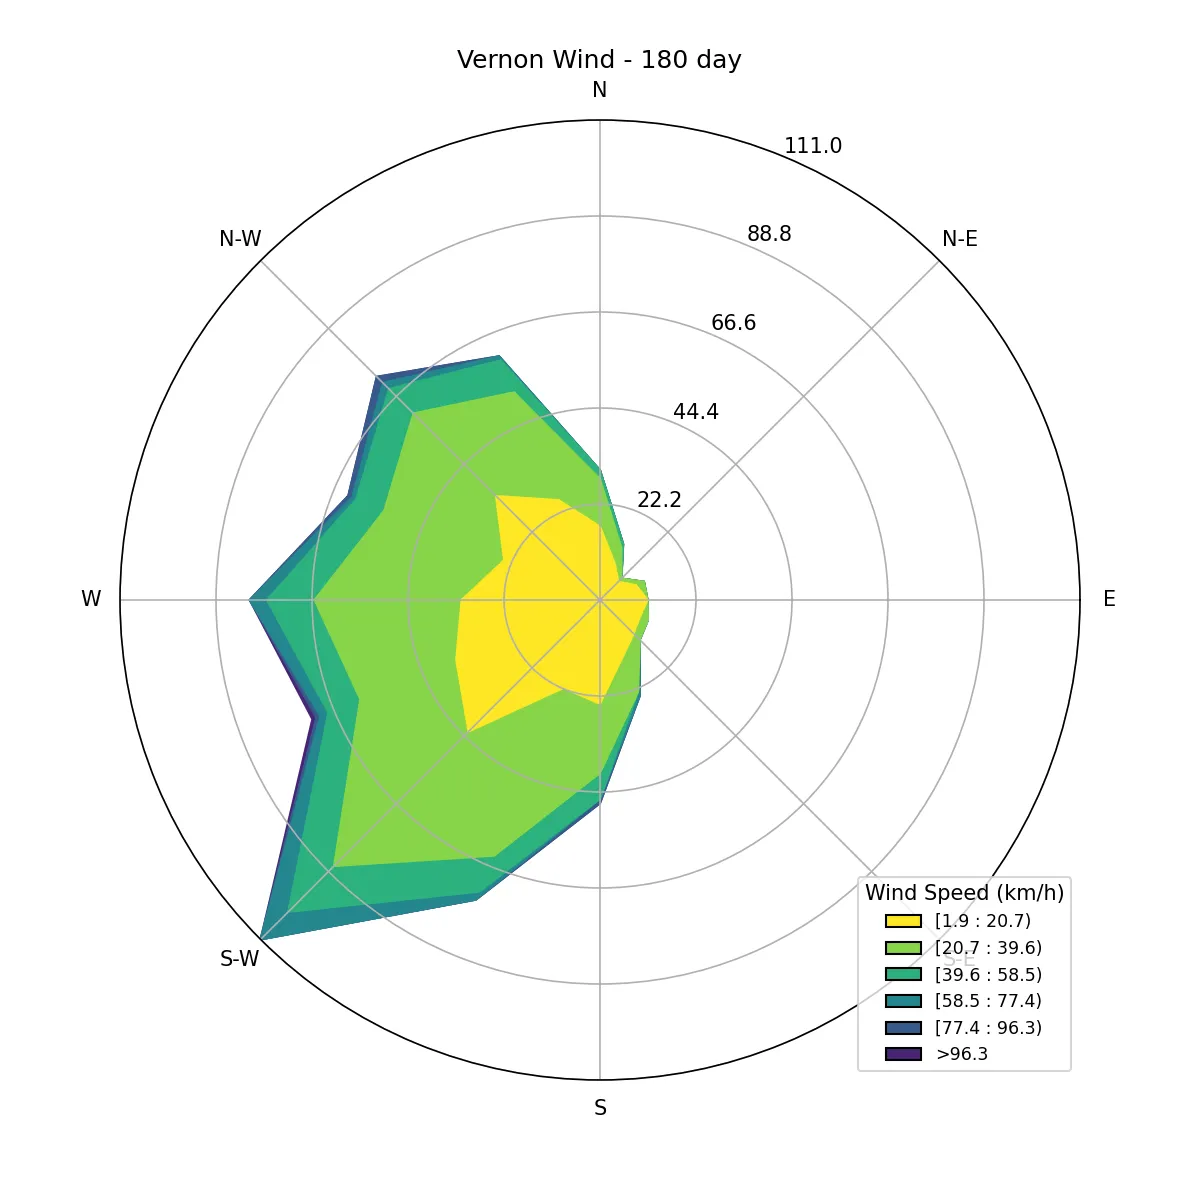 Vernon Wind - 180 day
N
111.0
N-W
88.8
N-E
66.6
44.4
22.2
W
E
S-W
S-E
S
Wind Speed (km/h)
[1.9 : 20.7)
[20.7 : 39.6)
[39.6 : 58.5)
[58.5 : 77.4)
[77.4 : 96.3)
>96.3